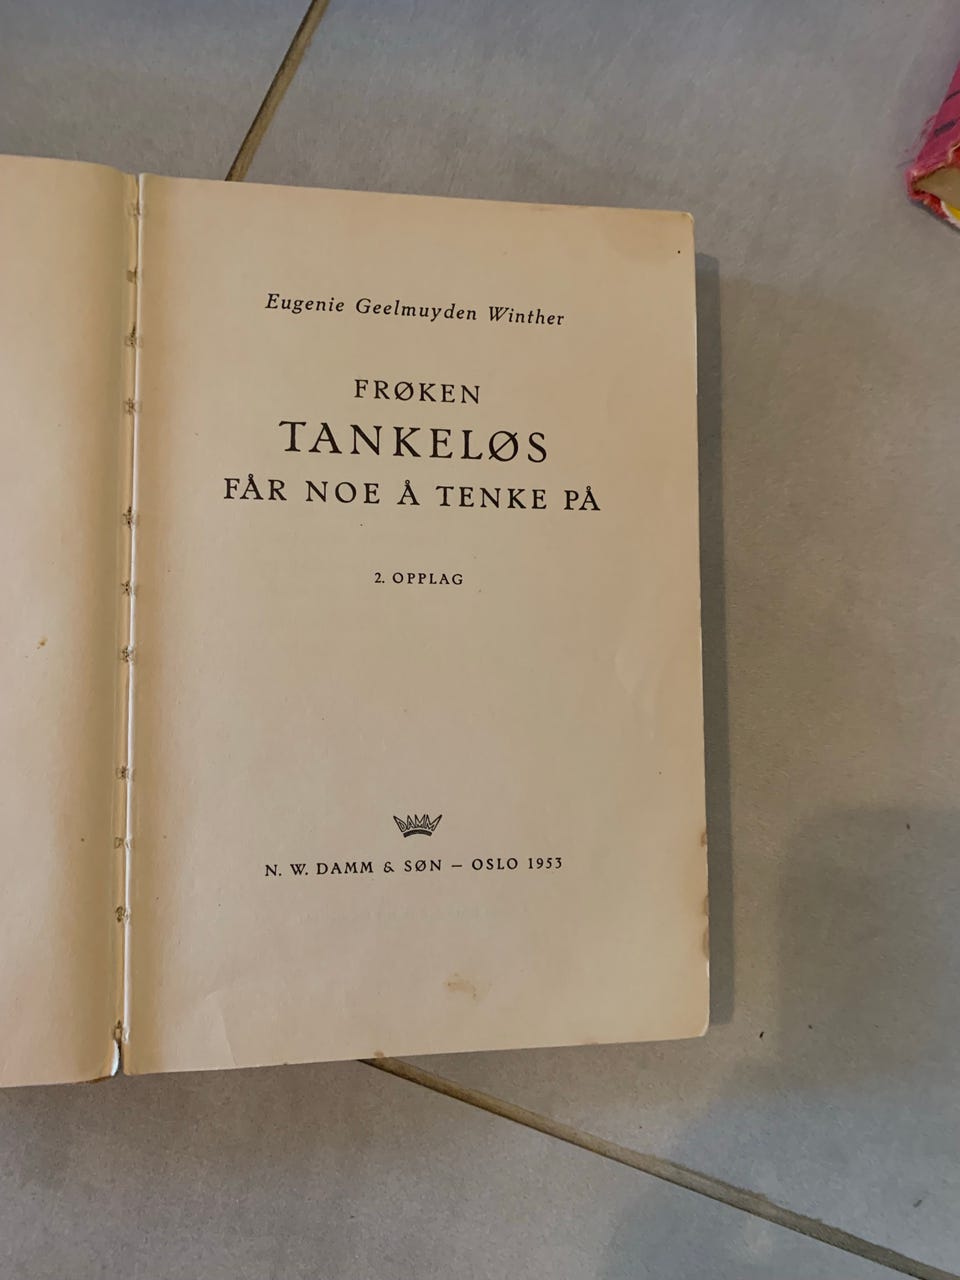 Eugenie Geelmuyden Winther
FRØKEN
TANKELØS
FÅR NOE Å TENKE PÅ
2. OPPLAG
DAMM
N. W. DAMM & SØN — OSLO 1953